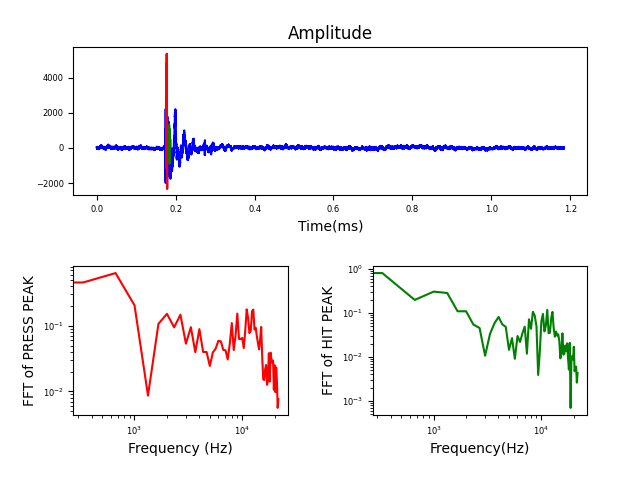 Amplitude
4000
2000
0
−2000
0.0 0.2 0.4 0.6 0.8 1.0 1.2
Time(ms)
FFT of PRESS PEAK
10⁻¹
10⁻²
10³ 10⁴
Frequency (Hz)
FFT of HIT PEAK
10⁰
10⁻¹
10⁻²
10⁻³
10³ 10⁴
Frequency(Hz)